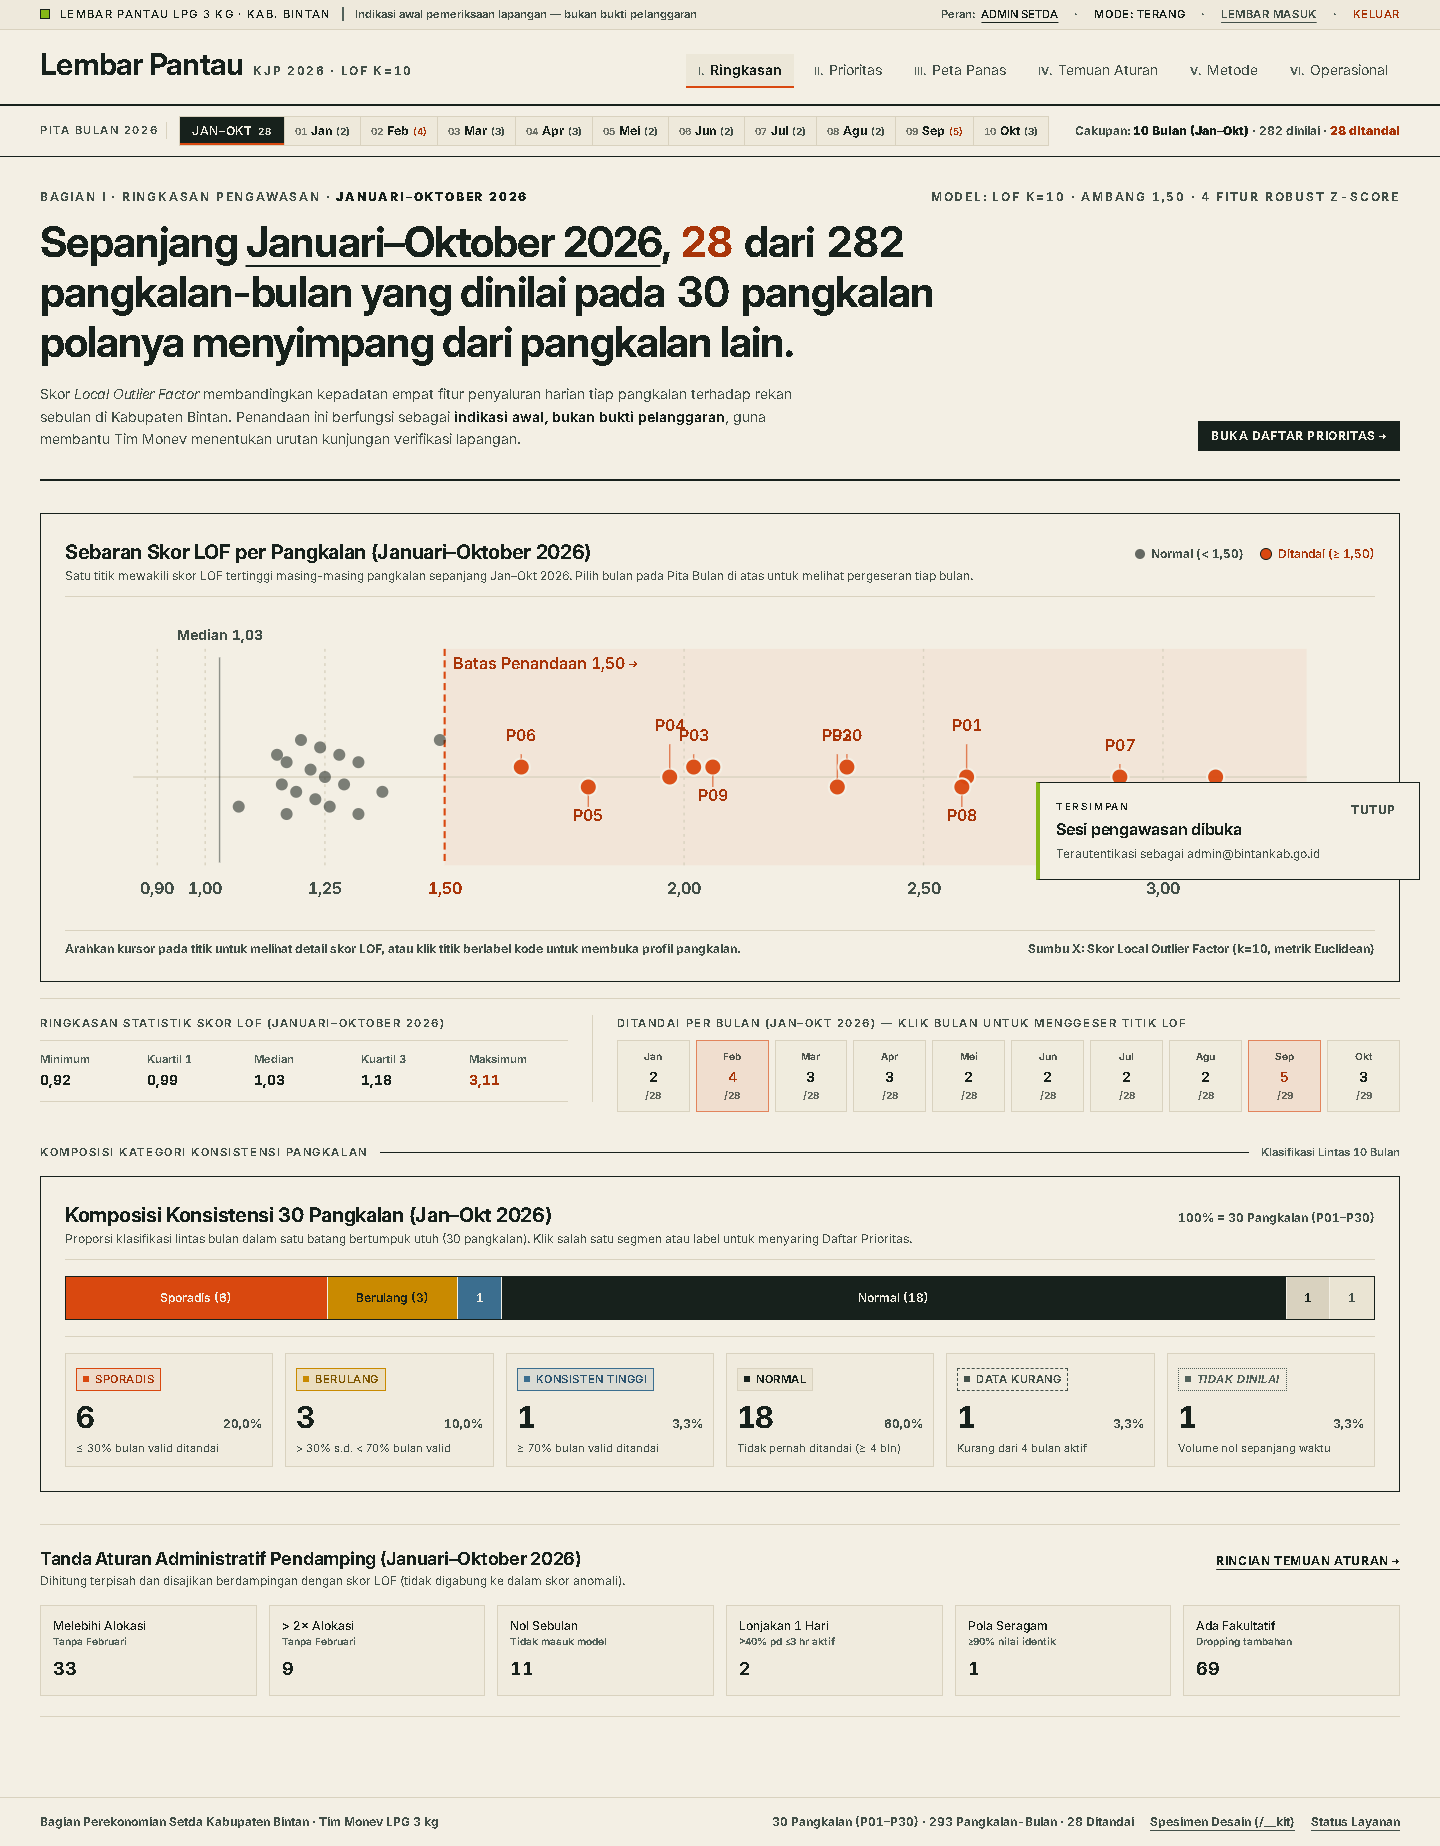 LEMBAR PANTAU LPG 3 KG · KAB. BINTAN | Indikasi awal pemeriksaan lapangan — bukan bukti pelanggaran
Peran: ADMIN SETDA · MODE: TERANG · LEMBAR MASUK · KELUAR
Lembar Pantau KJP 2026 · LOF K=10
I. Ringkasan II. Prioritas III. Peta Panas IV. Temuan Aturan V. Metode VI. Operasional
PITA BULAN 2026 JAN–OKT 28 01 Jan (2) 02 Feb (4) 03 Mar (3) 04 Apr (3) 05 Mei (2) 06 Jun (2) 07 Jul (2) 08 Agu (2) 09 Sep (5) 10 Okt (3) Cakupan: 10 Bulan (Jan–Okt) · 282 dinilai · 28 ditandai
BAGIAN I · RINGKASAN PENGAWASAN · JANUARI–OKTOBER 2026
MODEL: LOF K=10 · AMBANG 1,50 · 4 FITUR ROBUST Z-SCORE
Sepanjang Januari–Oktober 2026, 28 dari 282
pangkalan-bulan yang dinilai pada 30 pangkalan
polanya menyimpang dari pangkalan lain.
Skor Local Outlier Factor membandingkan kepadatan empat fitur penyaluran harian tiap pangkalan terhadap rekan
sebulan di Kabupaten Bintan. Penandaan ini berfungsi sebagai indikasi awal, bukan bukti pelanggaran, guna
membantu Tim Monev menentukan urutan kunjungan verifikasi lapangan.
BUKA DAFTAR PRIORITAS →
Sebaran Skor LOF per Pangkalan (Januari–Oktober 2026)
Normal (< 1,50) Ditandai (≥ 1,50)
Satu titik mewakili skor LOF tertinggi masing-masing pangkalan sepanjang Jan–Okt 2026. Pilih bulan pada Pita Bulan di atas untuk melihat pergeseran tiap bulan.
Median 1,03
Batas Penandaan 1,50 →
P04 P01
P06 P03 P20
P07
P09
P05 P08
TERSIMPAN
TUTUP
Sesi pengawasan dibuka
Terautentikasi sebagai admin@bintankab.go.id
0,90 1,00 1,25 1,50 2,00 2,50 3,00
Arahkan kursor pada titik untuk melihat detail skor LOF, atau klik titik berlabel kode untuk membuka profil pangkalan.
Sumbu X: Skor Local Outlier Factor (k=10, metrik Euclidean)
RINGKASAN STATISTIK SKOR LOF (JANUARI–OKTOBER 2026)
Minimum Kuartil 1 Median Kuartil 3 Maksimum
0,92 0,99 1,03 1,18 3,11
DITANDAI PER BULAN (JAN–OKT 2026) — KLIK BULAN UNTUK MENGGESER TITIK LOF
Jan Feb Mar Apr Mei Jun Jul Agu Sep Okt
2 4 3 3 2 2 2 2 5 3
/28 /28 /28 /28 /28 /28 /28 /28 /29 /29
KOMPOSISI KATEGORI KONSISTENSI PANGKALAN
Klasifikasi Lintas 10 Bulan
Komposisi Konsistensi 30 Pangkalan (Jan–Okt 2026)
100% = 30 Pangkalan (P01–P30)
Proporsi klasifikasi lintas bulan dalam satu batang bertumpuk utuh (30 pangkalan). Klik salah satu segmen atau label untuk menyaring Daftar Prioritas.
Sporadis (6) Berulang (3) 1 Normal (18) 1 1
SPORADIS BERULANG KONSISTEN TINGGI NORMAL DATA KURANG TIDAK DINILAI
6 20,0% 3 10,0% 1 3,3% 18 60,0% 1 3,3% 1 3,3%
≤ 30% bulan valid ditandai > 30% s.d. < 70% bulan valid ≥ 70% bulan valid ditandai Tidak pernah ditandai (≥ 4 bln) Kurang dari 4 bulan aktif Volume nol sepanjang waktu
Tanda Aturan Administratif Pendamping (Januari–Oktober 2026)
RINCIAN TEMUAN ATURAN →
Dihitung terpisah dan disajikan berdampingan dengan skor LOF (tidak digabung ke dalam skor anomali).
Melebihi Alokasi > 2× Alokasi Nol Sebulan Lonjakan 1 Hari Pola Seragam Ada Fakultatif
Tanpa Februari Tanpa Februari Tidak masuk model >40% pd ≤3 hr aktif ≥90% nilai identik Dropping tambahan
33 9 11 2 1 69
Bagian Perekonomian Setda Kabupaten Bintan · Tim Monev LPG 3 kg
30 Pangkalan (P01–P30) · 293 Pangkalan-Bulan · 28 Ditandai Spesimen Desain (/__kit) Status Layanan